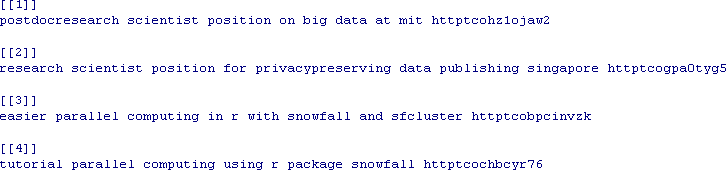 [[1]]
postdocresearch scientist position on big data at mit httptcohz1ojaw2
[[2]]
research scientist position for privacypreserving data publishing singapore httptcogpa0tyg5
[[3]]
easier parallel computing in r with snowfall and sfcluster httptcobpcinvzk
[[4]]
tutorial parallel computing using r package snowfall httptcochbcyr76